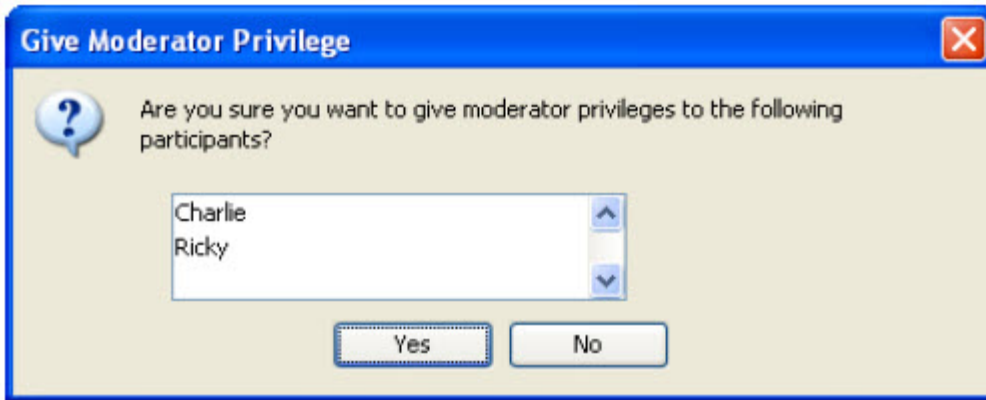 Give Moderator Privilege
Are you sure you want to give moderator privileges to the following
participants?
Charlie
Ricky
Yes No